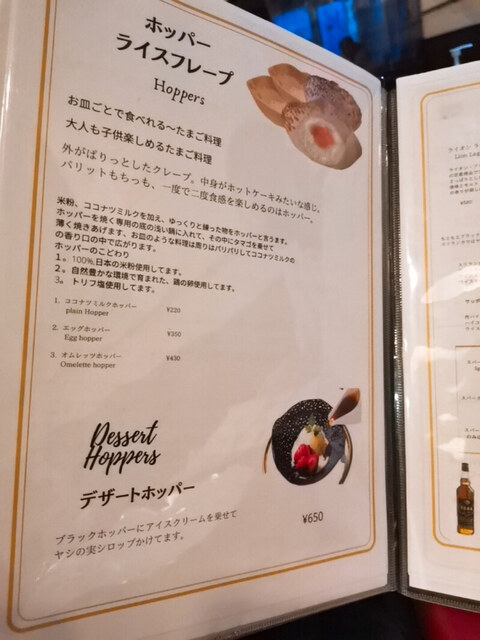 ホッパー
ライスフレープ
Hoppers
お皿ごとで食べれる〜たまご料理
大人も子供楽しめるたまご料理
外がぱりっとしたクレープ。中身がホットケーキみたいな感じ。
パリットもちっも、一度で二度食感を楽しめるのはホッパー。
米粉、ココナツミルクを加え、ゆっくりと練った物をホッパーと言うます。
ホッパーを焼く専用の底の浅い鍋に入れて、その中にタマゴを乗せて
薄く焼きあげます。お皿のような料理は周りはパリパリしてココナツミルクの
の香り口の中で広がります。
ホッパーのこどわり
１。100%,日本の米粉使用してます。
２。自然豊かな環境で育まれた、鶏の卵使用してます。
３。トリフ塩使用してます。
1. ココナツミルクホッパー ¥220
plain Hopper
2. エッグホッパー ¥350
Egg hopper
3. オムレッツホッパー ¥430
Omelette hopper
Dessert
Hoppers
デザートホッパー
ブラックホッパーにアイスクリームを乗せて
ヤシの実シロップかけてます。
¥650